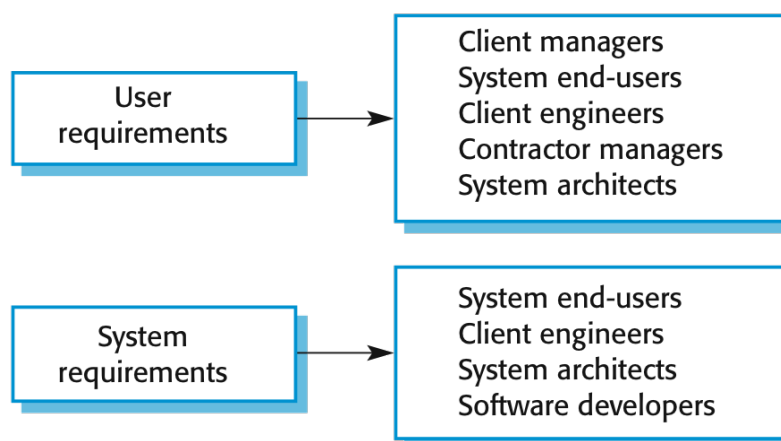 User
requirements
Client managers
System end-users
Client engineers
Contractor managers
System architects
System
requirements
System end-users
Client engineers
System architects
Software developers